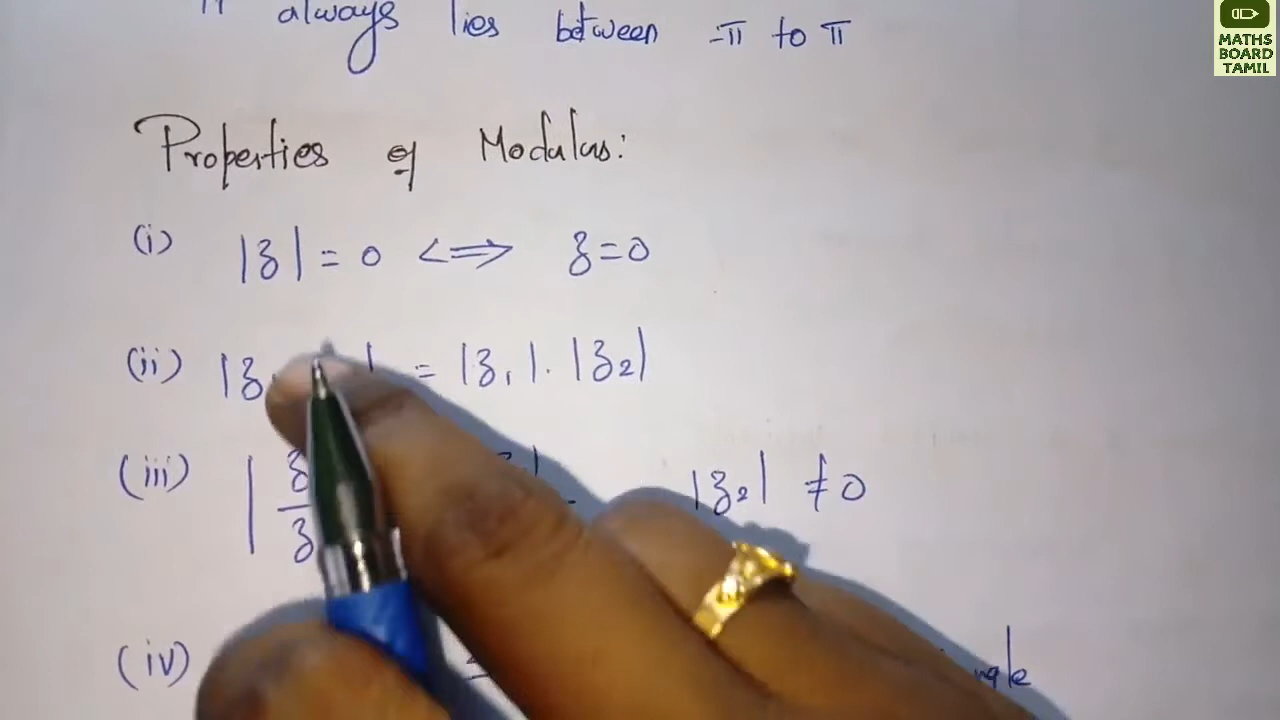 always lies between -π to π
MATHS
BOARD
TAMIL
Properties of Modulus:
(i) |z| = 0 <=> z=0
(ii) |z | = |z₁|. |z₂|
(iii) |z z | |z₂| ≠ 0
(iv)